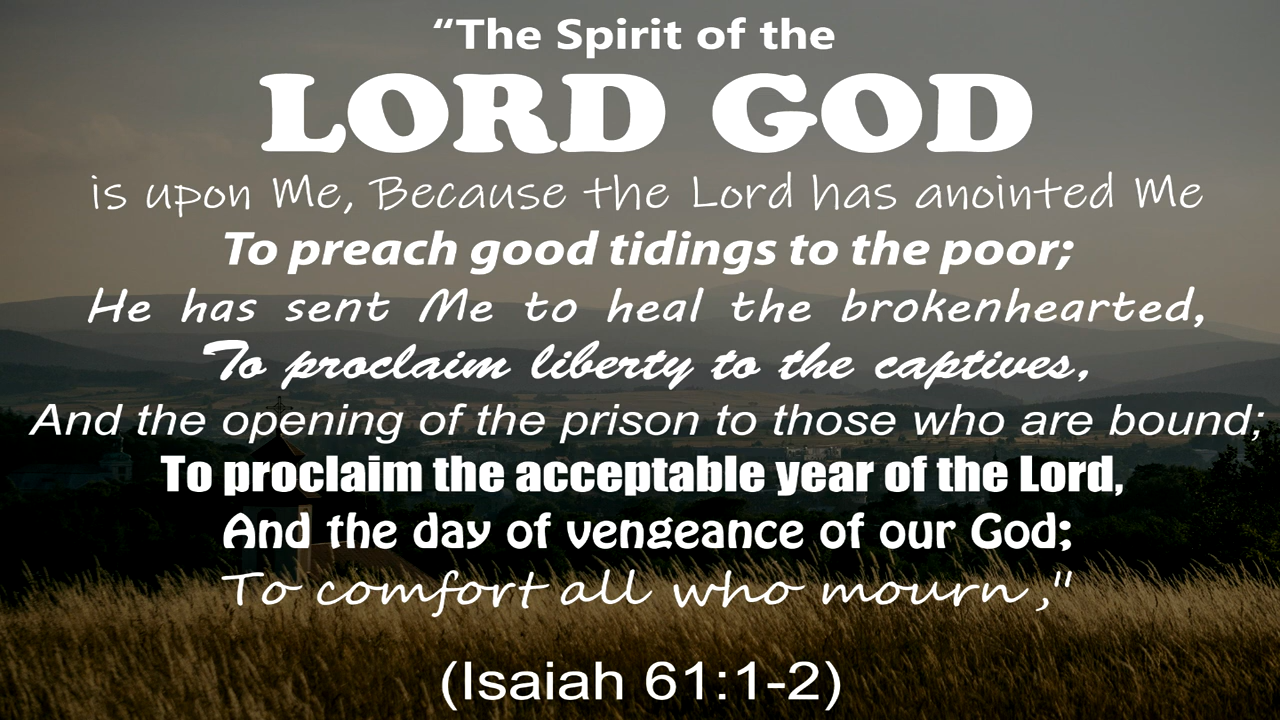 “The Spirit of the
LORD GOD
is upon Me, Because the Lord has anointed Me
To preach good tidings to the poor;
He has sent Me to heal the brokenhearted,
To proclaim liberty to the captives,
And the opening of the prison to those who are bound;
To proclaim the acceptable year of the Lord,
And the day of vengeance of our God;
To comfort all who mourn,"
(Isaiah 61:1-2)